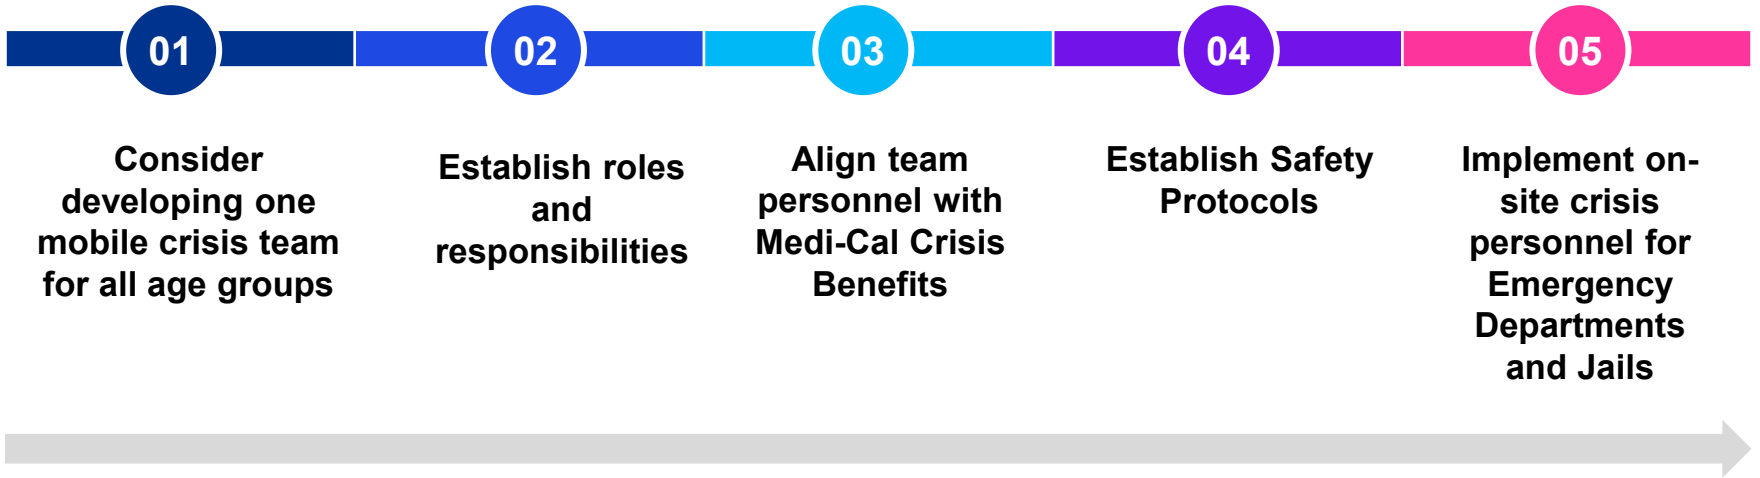 01
Consider
developing one
mobile crisis team
for all age groups
02
Establish roles
and
responsibilities
03
Align team
personnel with
Medi-Cal Crisis
Benefits
04
Establish Safety
Protocols
05
Implement on-
site crisis
personnel for
Emergency
Departments
and Jails